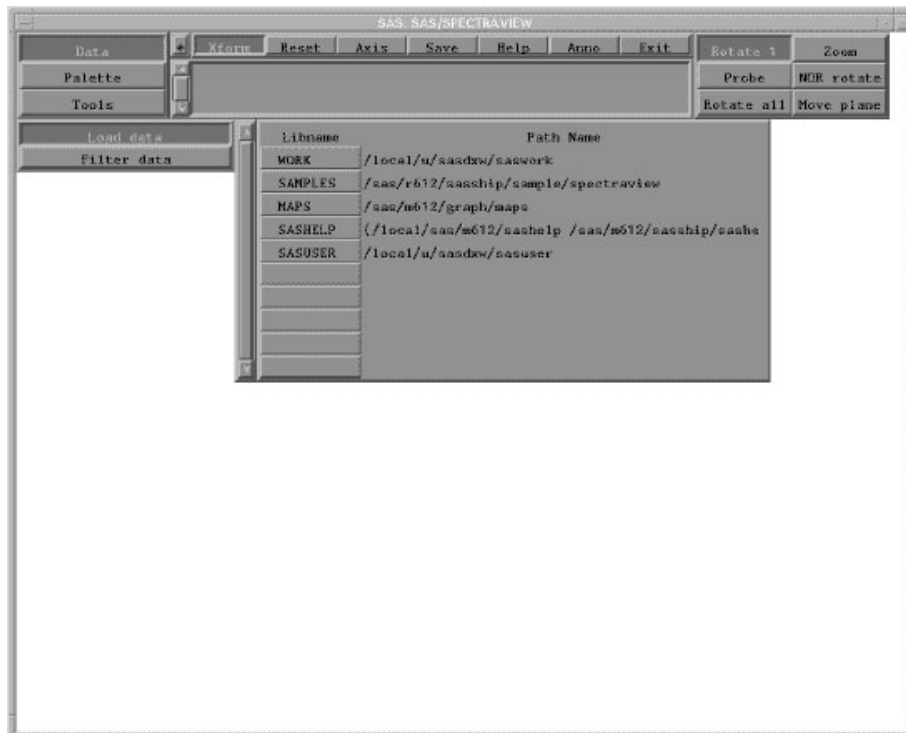 SAS: SAS/SPECTRAVIEW
Data Xform Reset Axis Save Help Anno Exit Rotate 1 Zoom
Palette Probe NOR rotate
Tools Rotate all Move plane
Load data Libname Path Name
Filter data WORK /local/u/sasdxw/saswork
SAMPLES /sas/r612/sasship/sample/spectraview
MAPS /sas/m612/graph/maps
SASHELP (/local/sas/m612/sashelp /sas/m612/sasship/sashe
SASUSER /local/u/sasdxw/sasuser